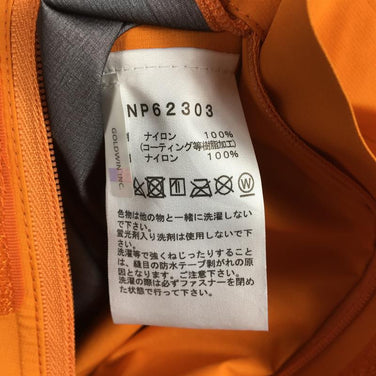 NP62303
ナイロン 100%
(コーティング等樹脂加工)
ナイロン 100%
GOLDWIN INC.
W
色物は他の物と一緒に洗濯しない
で下さい。
蛍光剤入り洗剤は使用しないで下
さい。
洗濯等で強くねじったりすること
は、縫目の防水テープ剥がれの原
因となります。ご注意下さい。
洗濯の際は必ずファスナーを閉め
た状態で行って下さい。